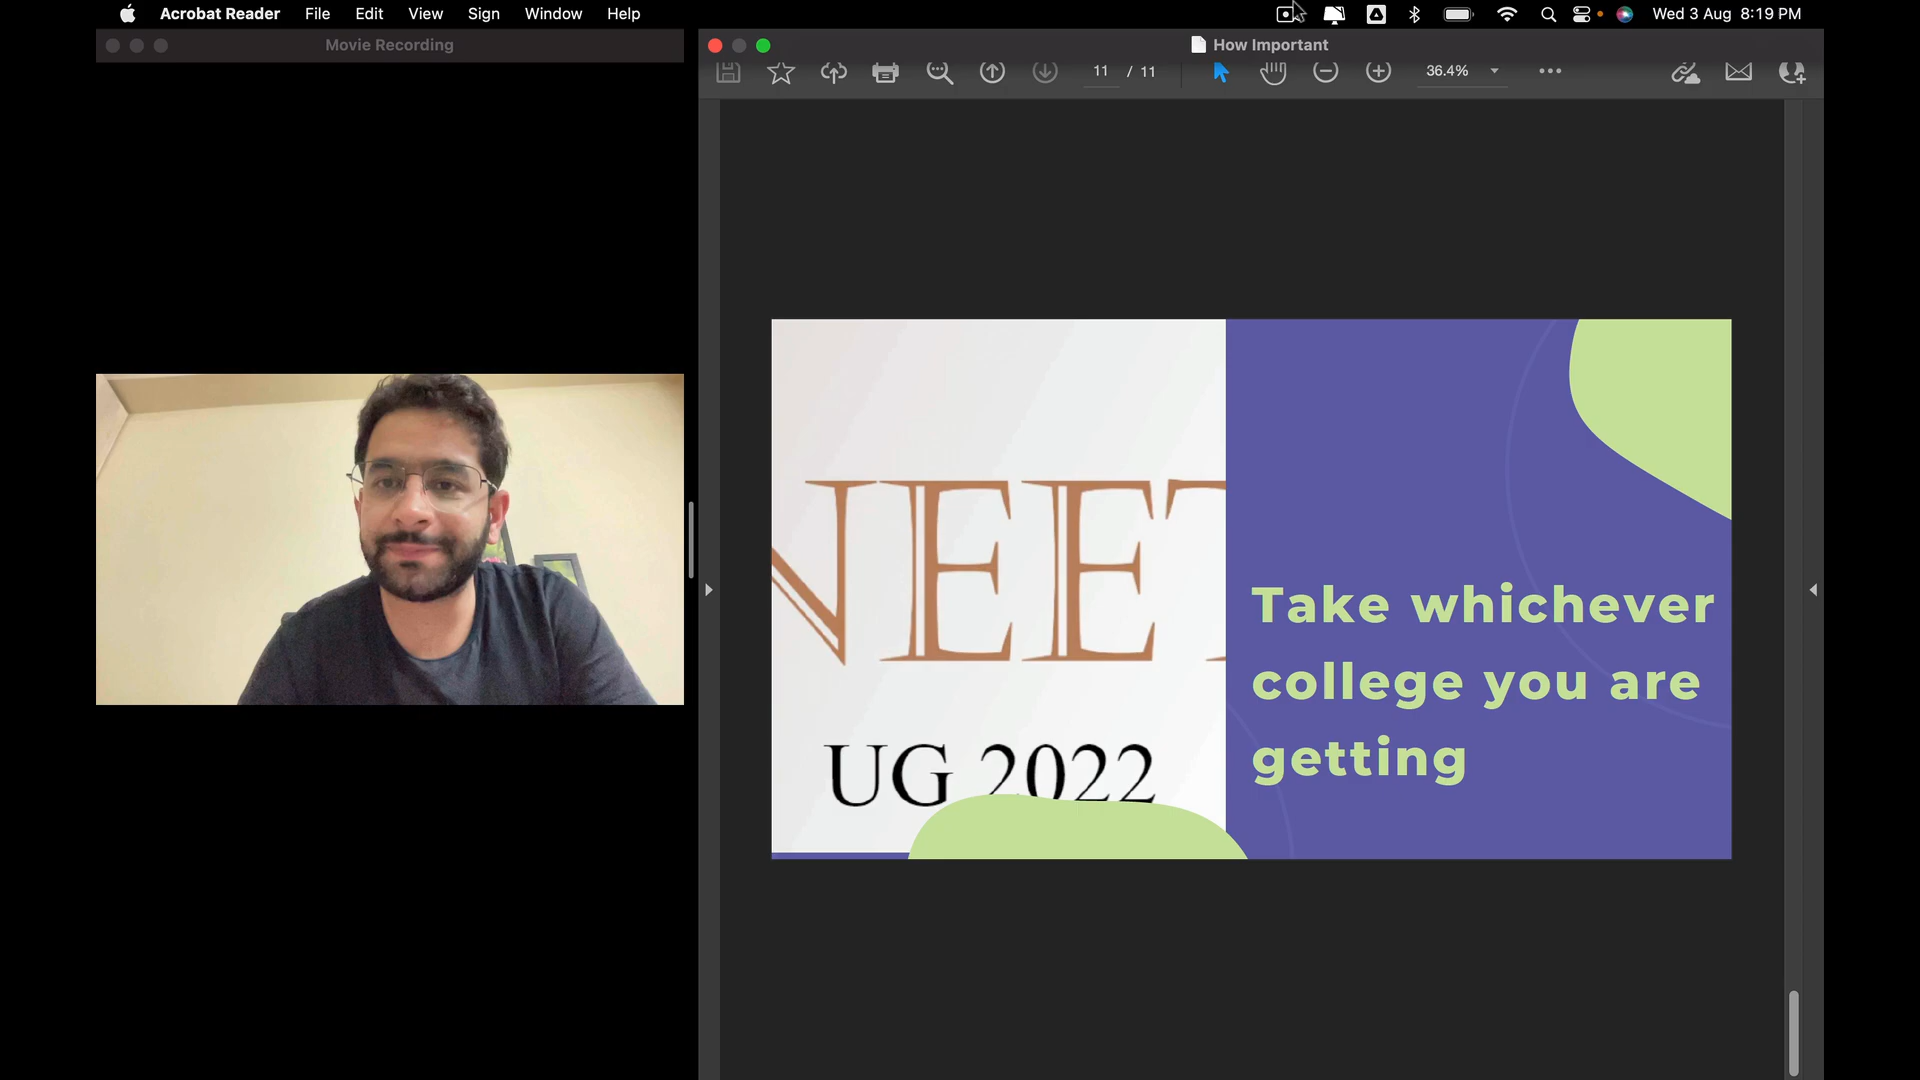 Acrobat Reader File Edit View Sign Window Help Wed 3 Aug 8:19 PM
Movie Recording
How Important
11 / 11 36.4%
NEET
UG 2022
Take whichever
college you are
getting